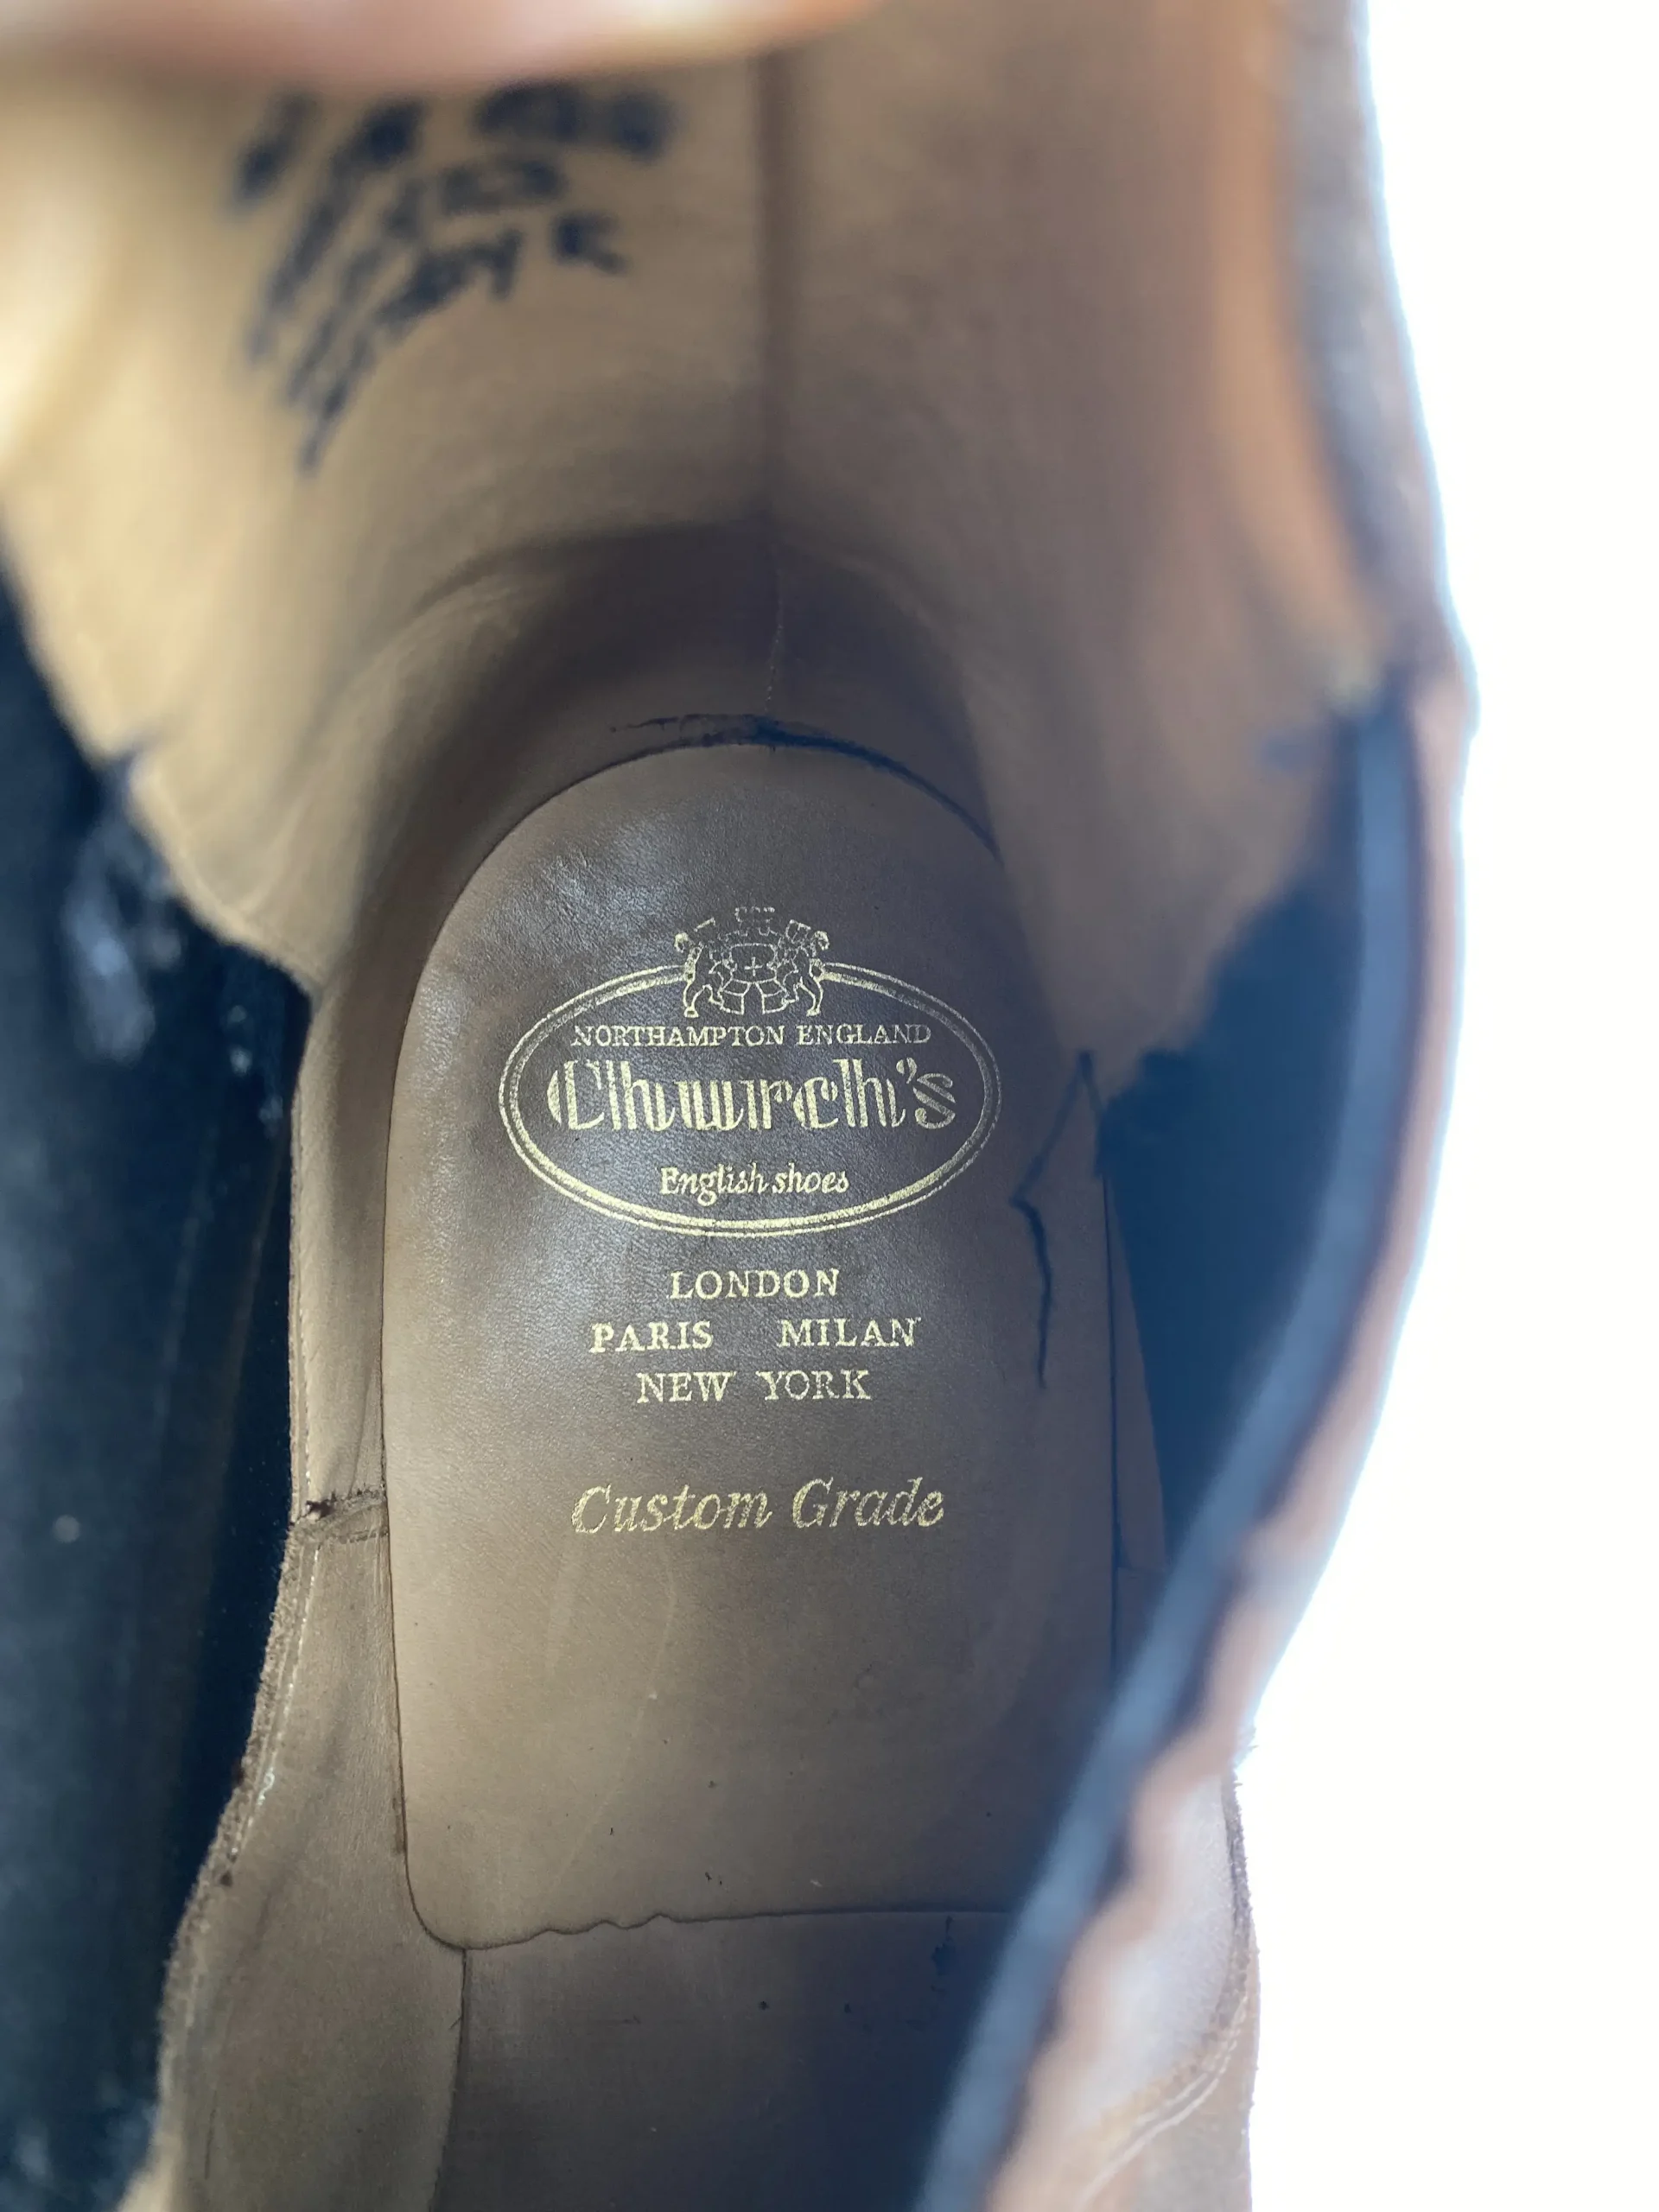 NORTHAMPTON ENGLAND
Church's
English shoes
LONDON
PARIS MILAN
NEW YORK
Custom Grade